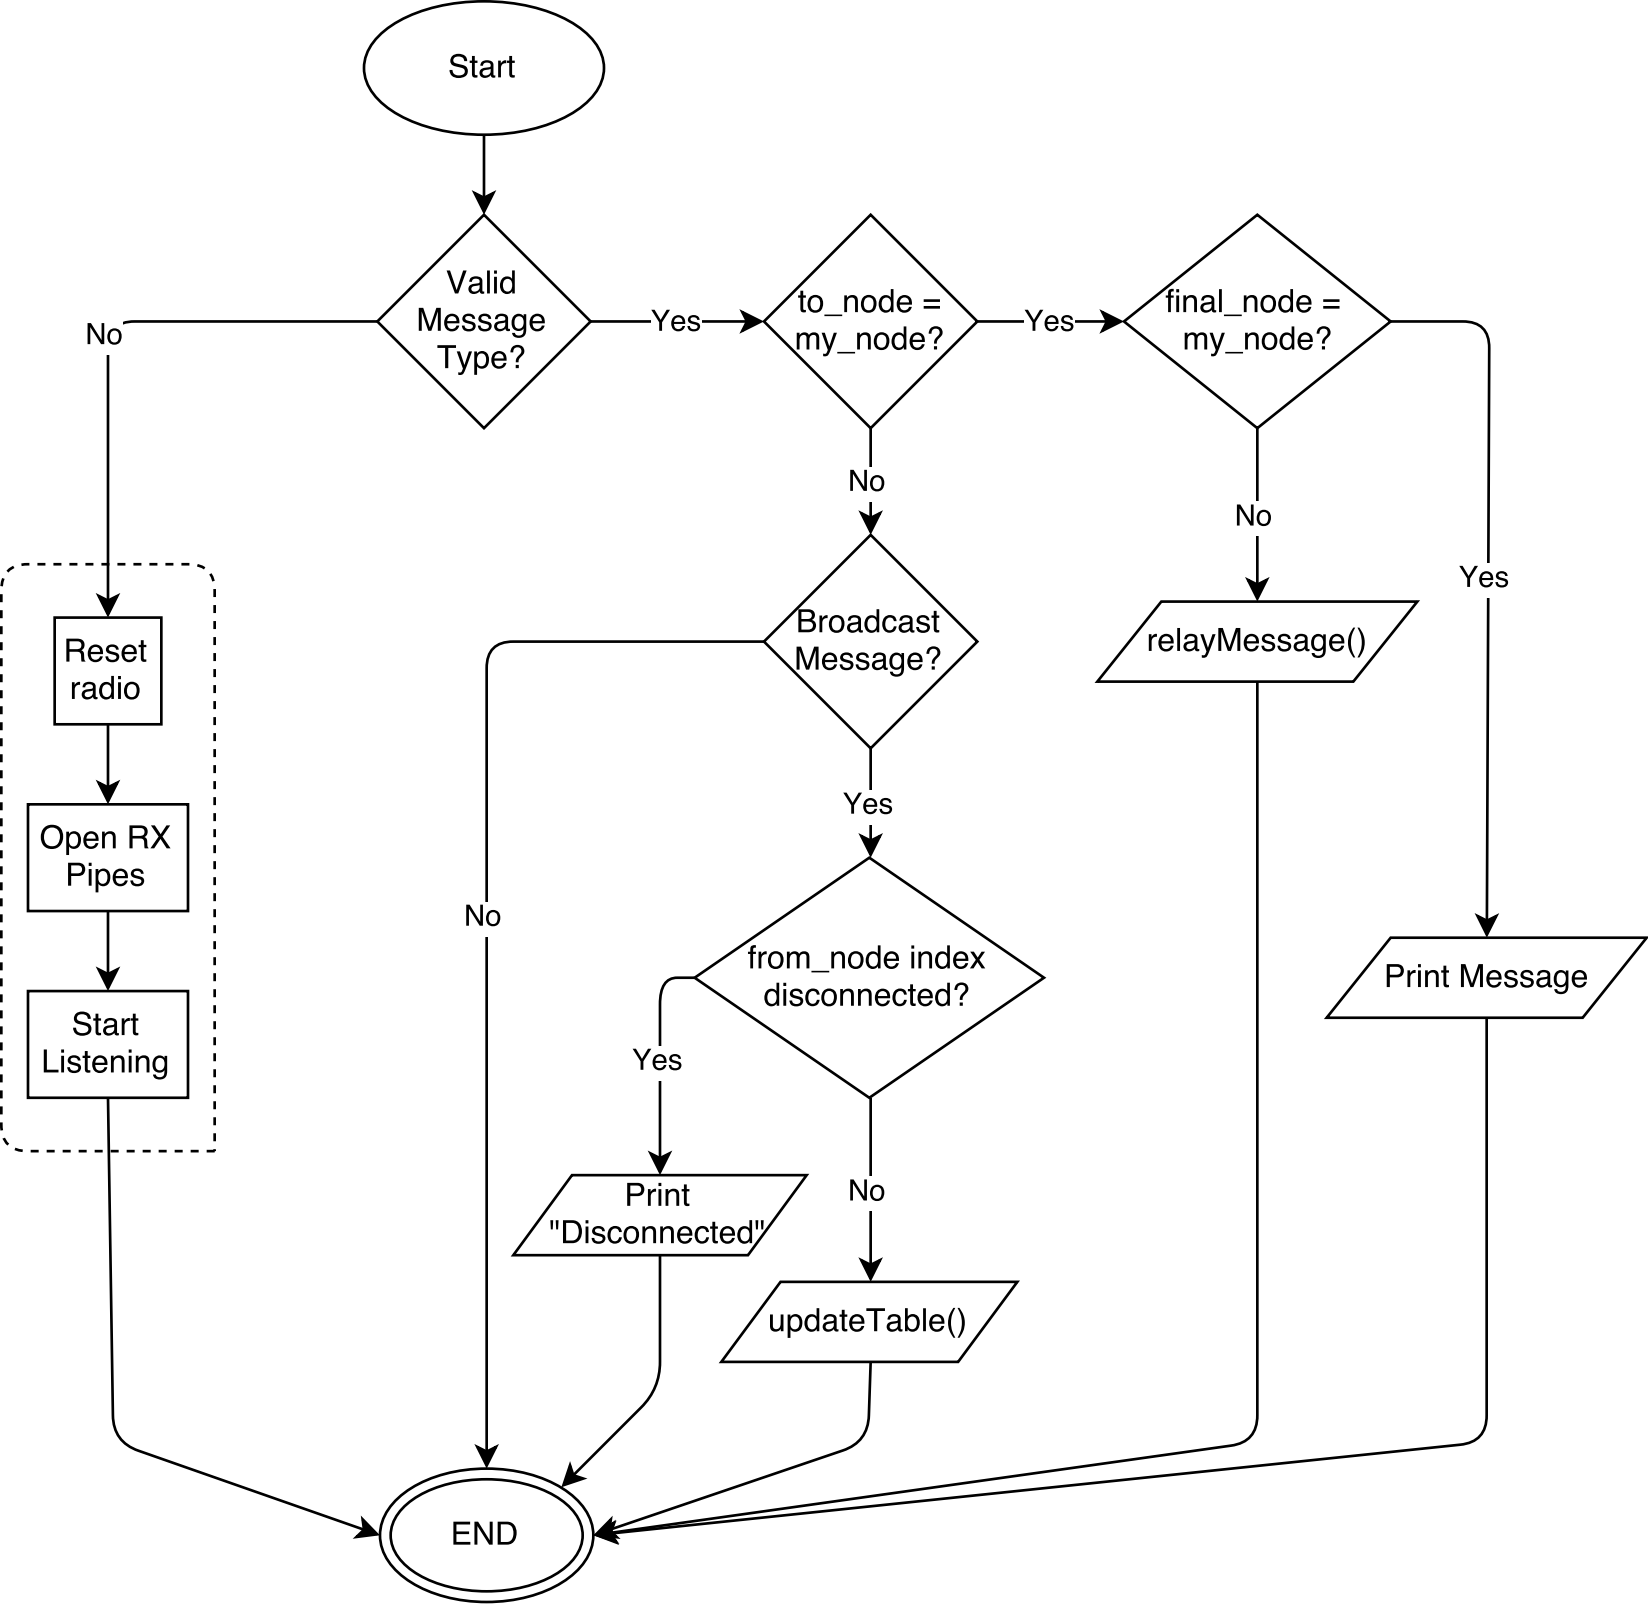 Start
Valid
Message
Type?
No
Yes
to_node =
my_node?
Yes
final_node =
my_node?
No
No
Yes
Broadcast
Message?
relayMessage()
Reset
radio
Yes
Open RX
Pipes
No
from_node index
disconnected?
Print Message
Start
Listening
Yes
No
Print
"Disconnected"
updateTable()
END